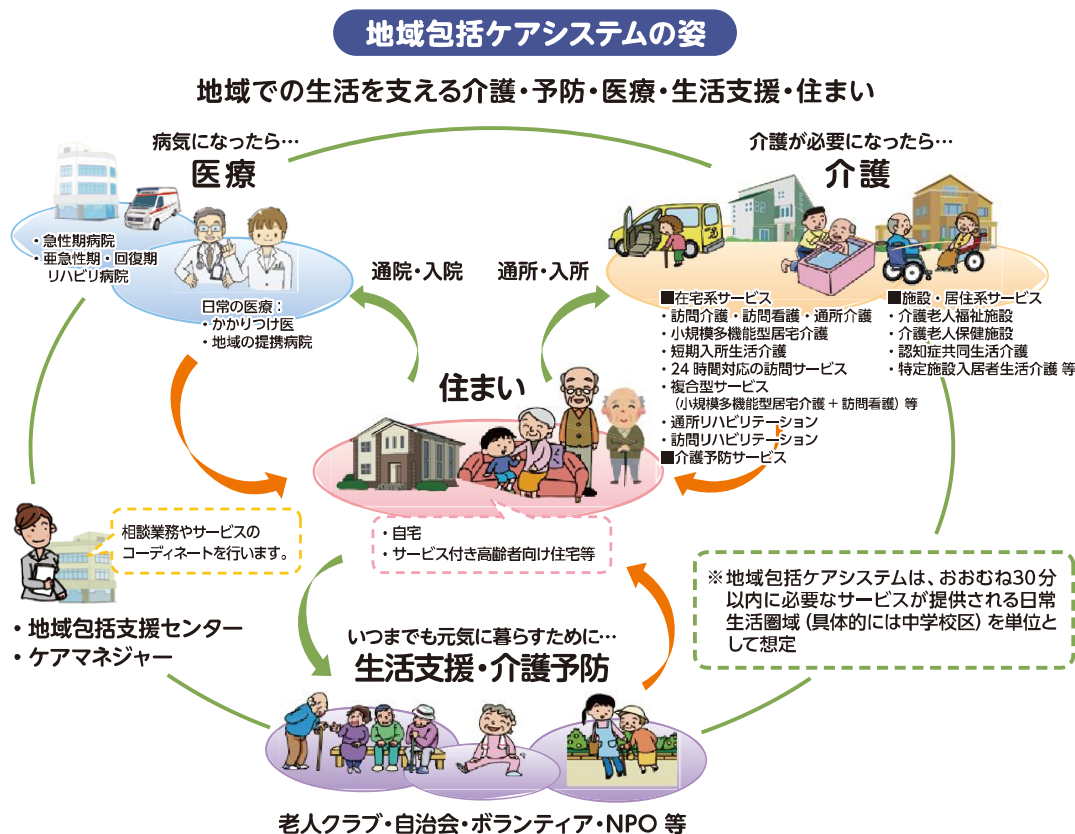 地域包括ケアシステムの姿
地域での生活を支える介護・予防・医療・生活支援・住まい
病気になったら…
医療
・急性期病院
・亜急性期・回復期
リハビリ病院
日常の医療：
・かかりつけ医
・地域の提携病院
通院・入院
通所・入所
介護が必要になったら…
介護
■在宅系サービス
・訪問介護・訪問看護・通所介護
・小規模多機能型居宅介護
・短期入所生活介護
・24時間対応の訪問サービス
・複合型サービス
（小規模多機能型居宅介護＋訪問看護）等
・通所リハビリテーション
・訪問リハビリテーション
■介護予防サービス
■施設・居住系サービス
・介護老人福祉施設
・介護老人保健施設
・認知症共同生活介護
・特定施設入居者生活介護 等
住まい
・自宅
・サービス付き高齢者向け住宅等
相談業務やサービスの
コーディネートを行います。
・地域包括支援センター
・ケアマネジャー
いつまでも元気に暮らすために…
生活支援・介護予防
老人クラブ・自治会・ボランティア・NPO 等
※地域包括ケアシステムは、おおむね30分
以内に必要なサービスが提供される日常
生活圏域（具体的には中学校区）を単位と
して想定